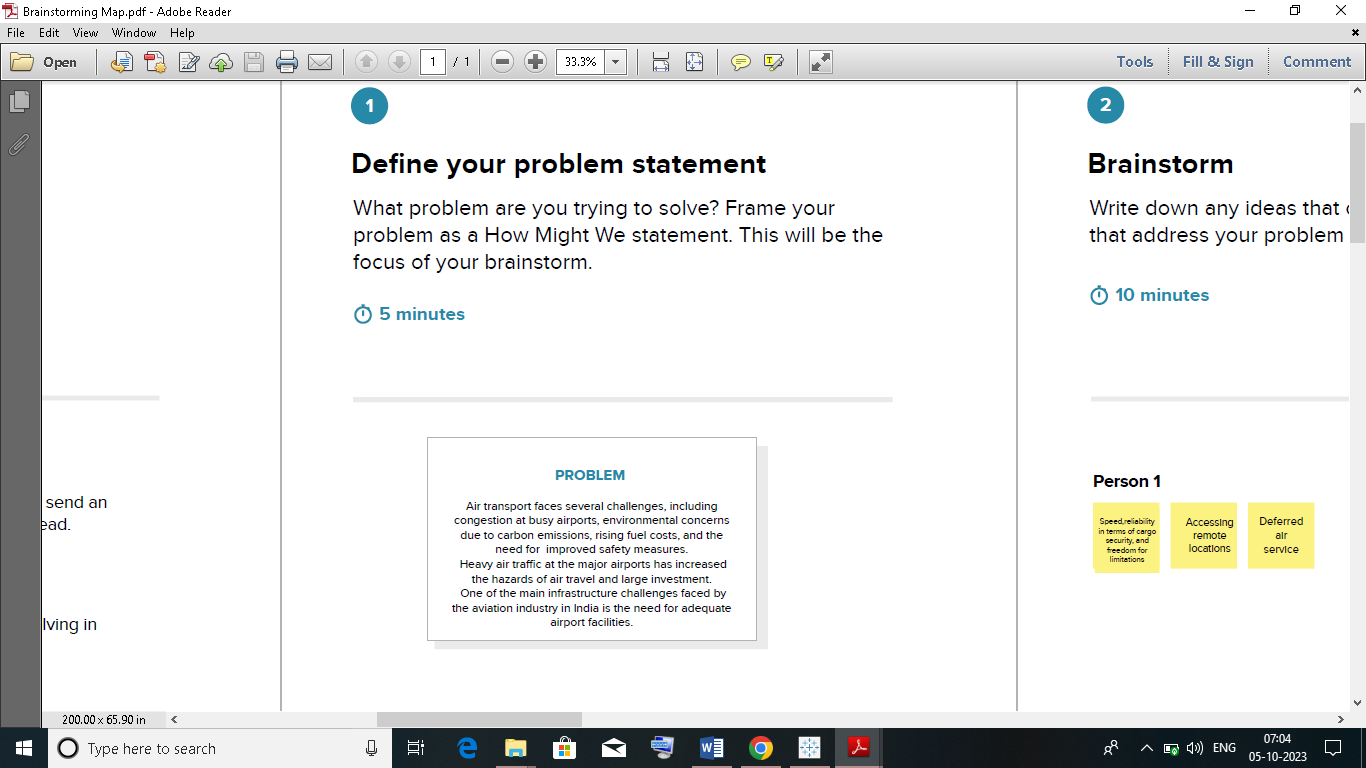 Brainstorming Map.pdf - Adobe Reader
File Edit View Window Help
Open 1 / 1 33.3% Tools Fill & Sign Comment
1
Define your problem statement
What problem are you trying to solve? Frame your
problem as a How Might We statement. This will be the
focus of your brainstorm.
5 minutes
PROBLEM
Air transport faces several challenges, including
congestion at busy airports, environmental concerns
due to carbon emissions, rising fuel costs, and the
need for improved safety measures.
Heavy air traffic at the major airports has increased
the hazards of air travel and large investment.
One of the main infrastructure challenges faced by
the aviation industry in India is the need for adequate
airport facilities.
send an
ead.
lving in
2
Brainstorm
Write down any ideas that
that address your problem
10 minutes
Person 1
Speed,reliability
in terms of cargo
security, and
freedom for
limitations
Accessing
remote
locations
Deferred
air
service
200.00 x 65.90 in
Type here to search
ENG
07:04
05-10-2023